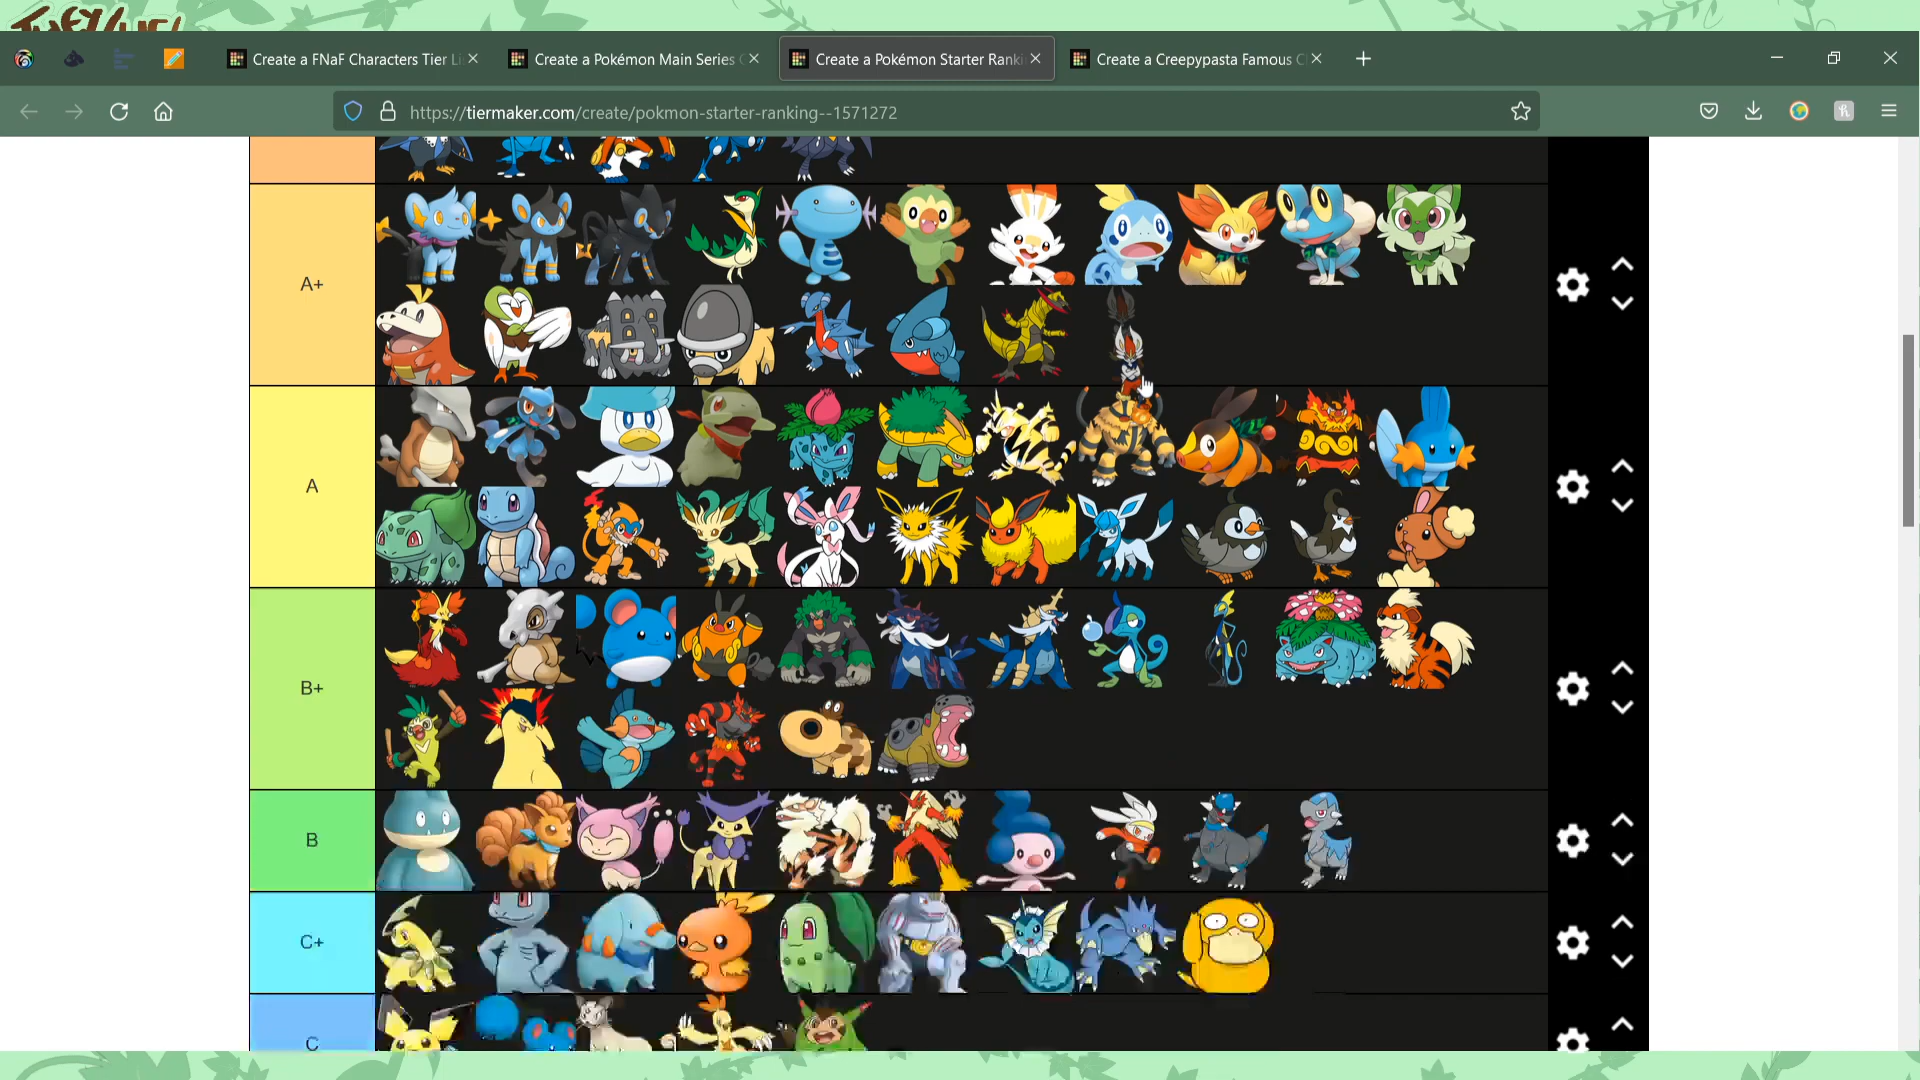 Create a FNaF Characters Tier Li
Create a Pokémon Main Series
Create a Pokémon Starter Ranki
Create a Creepypasta Famous C
https://tiermaker.com/create/pokmon-starter-ranking--1571272
A+
A
B+
B
C+
C